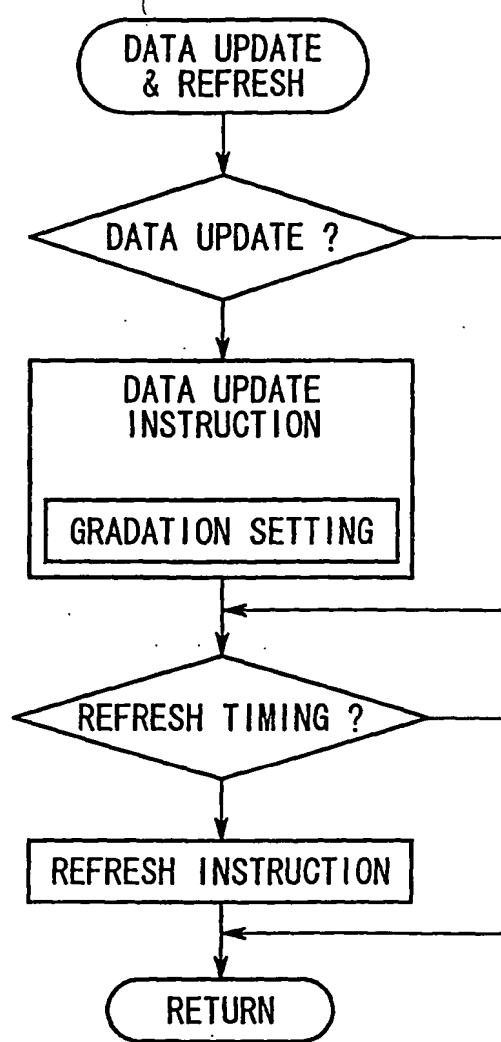 DATA UPDATE
& REFRESH
DATA UPDATE ?
DATA UPDATE
INSTRUCTION
GRADATION SETTING
REFRESH TIMING ?
REFRESH INSTRUCTION
RETURN